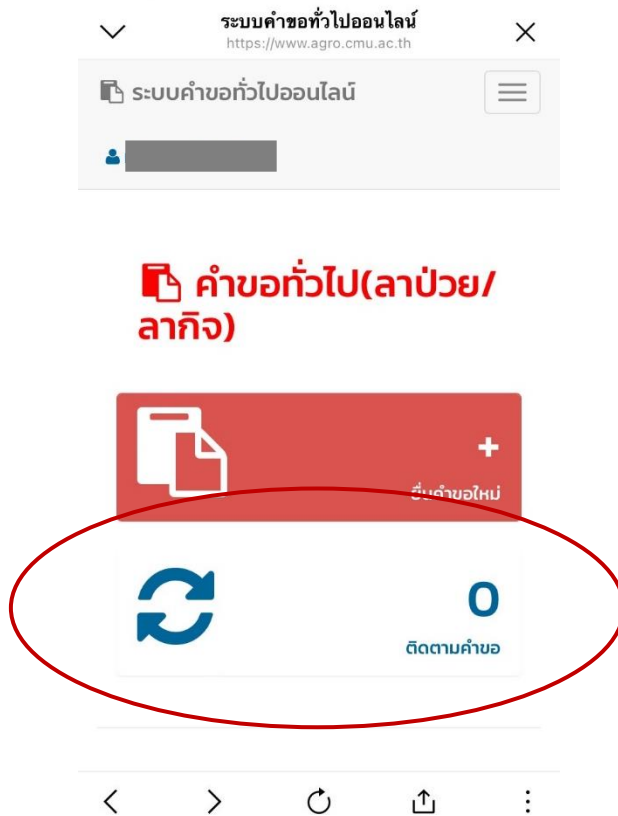 ระบบคำขอทั่วไปออนไลน์
https://www.agro.cmu.ac.th
ระบบคำขอทั่วไปออนไลน์
คำขอทั่วไป(ลาป่วย/
ลากิจ)
+
ยื่นคำขอใหม่
0
ติดตามคำขอ